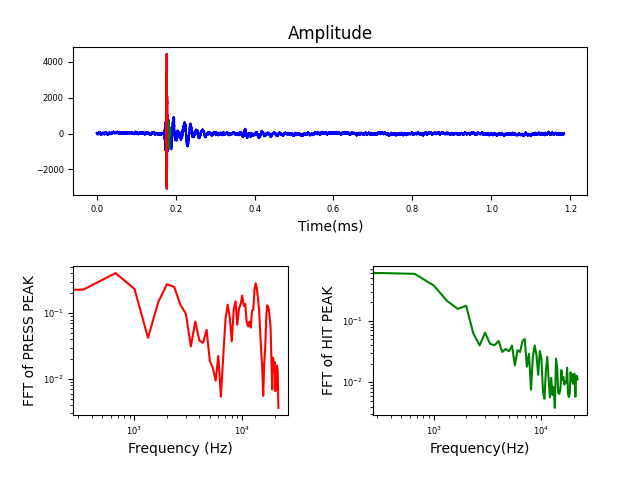 Amplitude
4000
2000
0
−2000
0.0 0.2 0.4 0.6 0.8 1.0 1.2
Time(ms)
FFT of PRESS PEAK
10⁻¹
10⁻²
10³ 10⁴
Frequency (Hz)
FFT of HIT PEAK
10⁻¹
10⁻²
10³ 10⁴
Frequency(Hz)